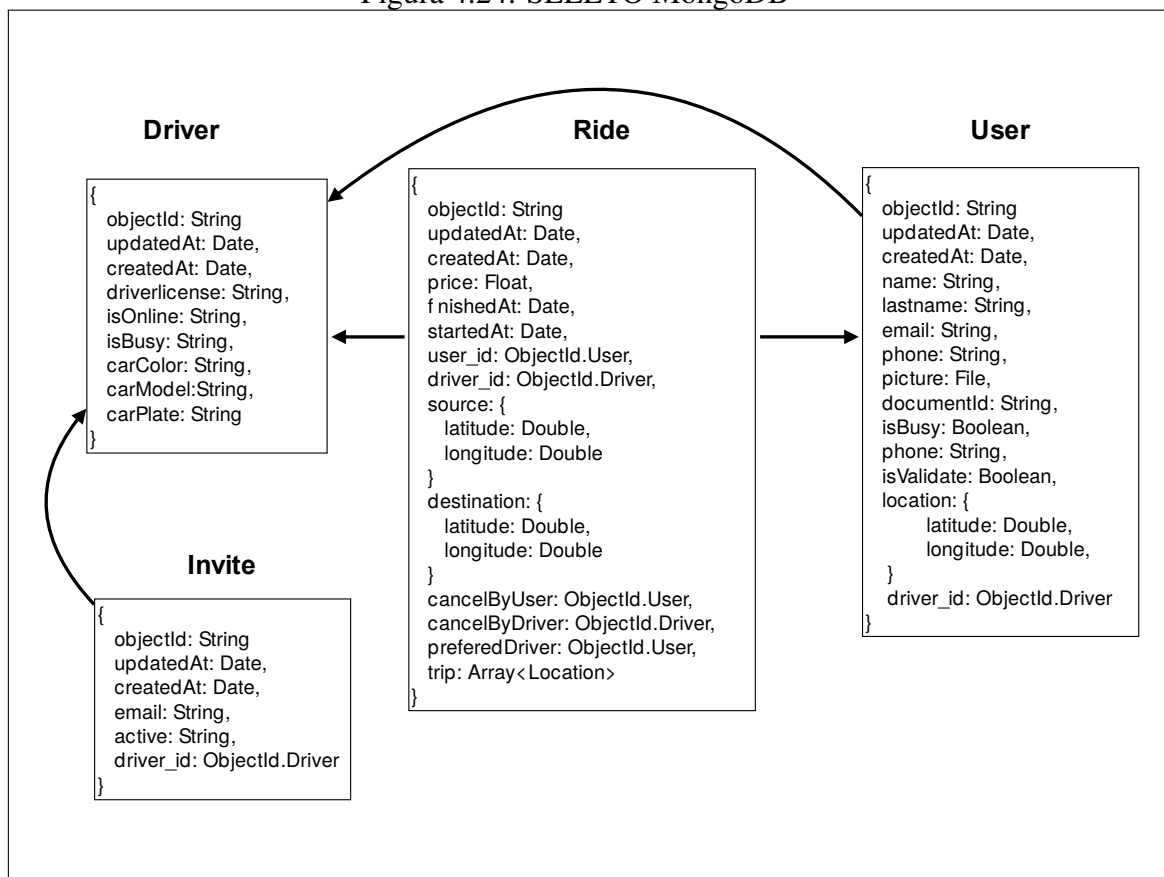 Figura 4.24: SELETO MongoDB
Driver
{
objectId: String
updatedAt: Date,
createdAt: Date,
driverlicense: String,
isOnline: String,
isBusy: String,
carColor: String,
carModel:String,
carPlate: String
}
Ride
{
objectId: String
updatedAt: Date,
createdAt: Date,
price: Float,
f nishedAt: Date,
startedAt: Date,
user_id: ObjectId.User,
driver_id: ObjectId.Driver,
source: {
latitude: Double,
longitude: Double
}
destination: {
latitude: Double,
longitude: Double
}
cancelByUser: ObjectId.User,
cancelByDriver: ObjectId.Driver,
preferedDriver: ObjectId.User,
trip: Array<Location>
}
User
{
objectId: String
updatedAt: Date,
createdAt: Date,
name: String,
lastname: String,
email: String,
phone: String,
picture: File,
documentId: String,
isBusy: Boolean,
phone: String,
isValidate: Boolean,
location: {
latitude: Double,
longitude: Double,
}
driver_id: ObjectId.Driver
}
Invite
{
objectId: String
updatedAt: Date,
createdAt: Date,
email: String,
active: String,
driver_id: ObjectId.Driver
}